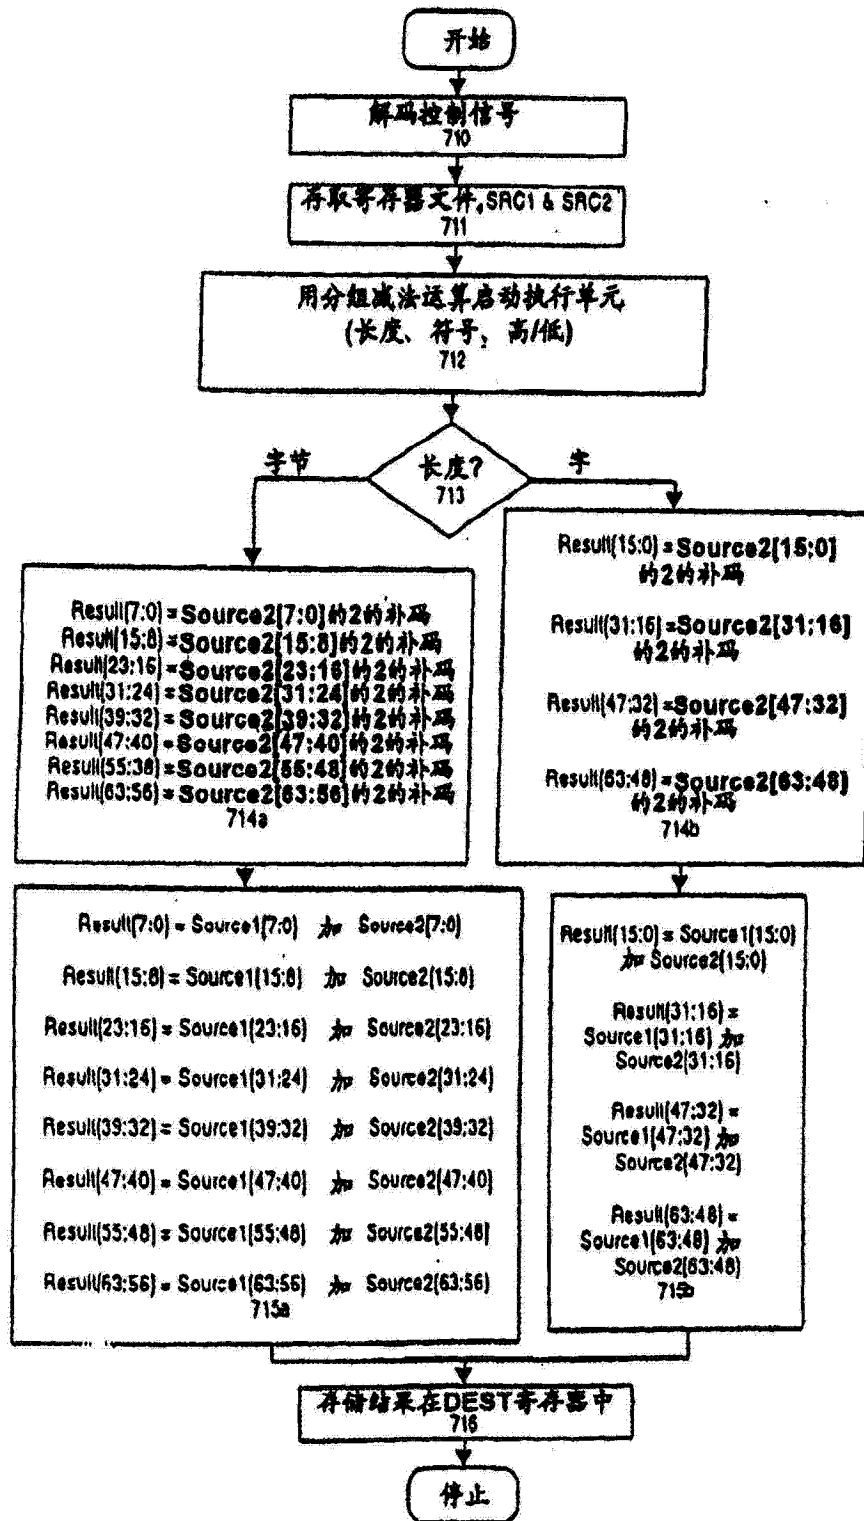 开始
解码控制信号
710
存取寄存器文件,SRC1 & SRC2
711
用分组减法运算启动执行单元
(长度、符号、高/低)
712
长度?
713
字节
字
Result(7:0)=Source2[7:0]的2的补码
Result(15:8)=Source2[15:8]的2的补码
Result(23:16)=Source2[23:16]的2的补码
Result(31:24)=Source2[31:24]的2的补码
Result(39:32)=Source2[39:32)的2的补码
Result(47:40)=Source2[47:40]的2的补码
Result(55:38)=Source2[55:48]的2的补码
Result(63:56)=Source2[63:56]的2的补码
714a
Result(15:0)=Source2[15:0]
的2的补码
Result(31:16)=Source2[31:16]
的2的补码
Result(47:32)=Source2[47:32]
的2的补码
Result(63:48)=Source2[63:48]
的2的补码
714b
Result(7:0) = Source1(7:0) 加 Source2(7:0)
Result(15:8) = Source1(15:8) 加 Source2(15:8)
Result(23:16) = Source1(23:16) 加 Source2(23:16)
Result(31:24) = Source1(31:24) 加 Source2(31:24)
Result(39:32) = Source1(39:32) 加 Source2(39:32)
Result(47:40) = Source1(47:40) 加 Source2(47:40)
Result(55:48) = Source1(55:48) 加 Source2(55:48)
Result(63:56) = Source1(63:56) 加 Source2(63:56)
715a
Result(15:0) = Source1(15:0)
加 Source2(15:0)
Result(31:16) =
Source1(31:16) 加
Source2(31:16)
Result(47:32) =
Source1(47:32) 加
Source2(47:32)
Result(63:48) =
Source1(63:48) 加
Source2(63:48)
715b
存储结果在DEST寄存器中
716
停止